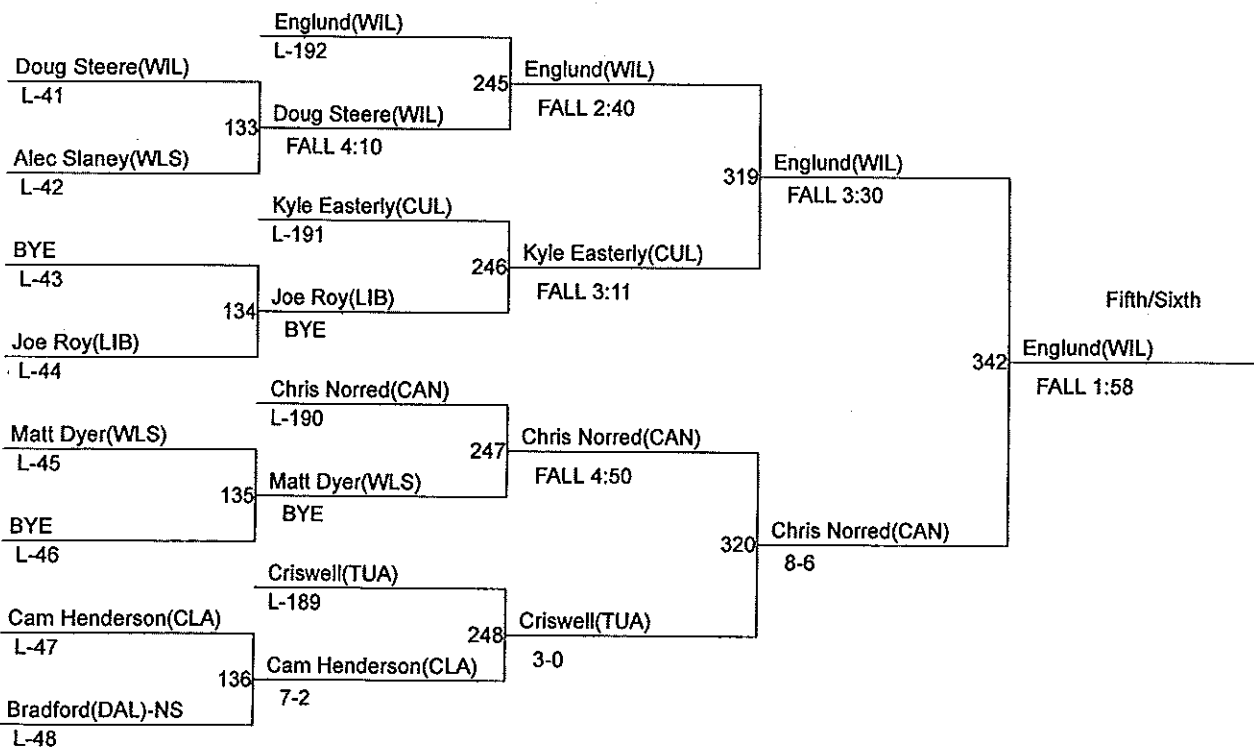 Englund(WIL)
L-192
Doug Steere(WIL)
L-41
245
Englund(WIL)
FALL 2:40
133
Doug Steere(WIL)
FALL 4:10
Alec Slaney(WLS)
L-42
319
Englund(WIL)
FALL 3:30
Kyle Easterly(CUL)
L-191
BYE
L-43
246
Kyle Easterly(CUL)
FALL 3:11
134
Joe Roy(LIB)
BYE
Fifth/Sixth
Joe Roy(LIB)
L-44
342
Englund(WIL)
FALL 1:58
Chris Norred(CAN)
L-190
Matt Dyer(WLS)
L-45
247
Chris Norred(CAN)
FALL 4:50
135
Matt Dyer(WLS)
BYE
BYE
L-46
320
Chris Norred(CAN)
8-6
Criswell(TUA)
L-189
Cam Henderson(CLA)
L-47
248
Criswell(TUA)
3-0
136
Cam Henderson(CLA)
7-2
Bradford(DAL)-NS
L-48